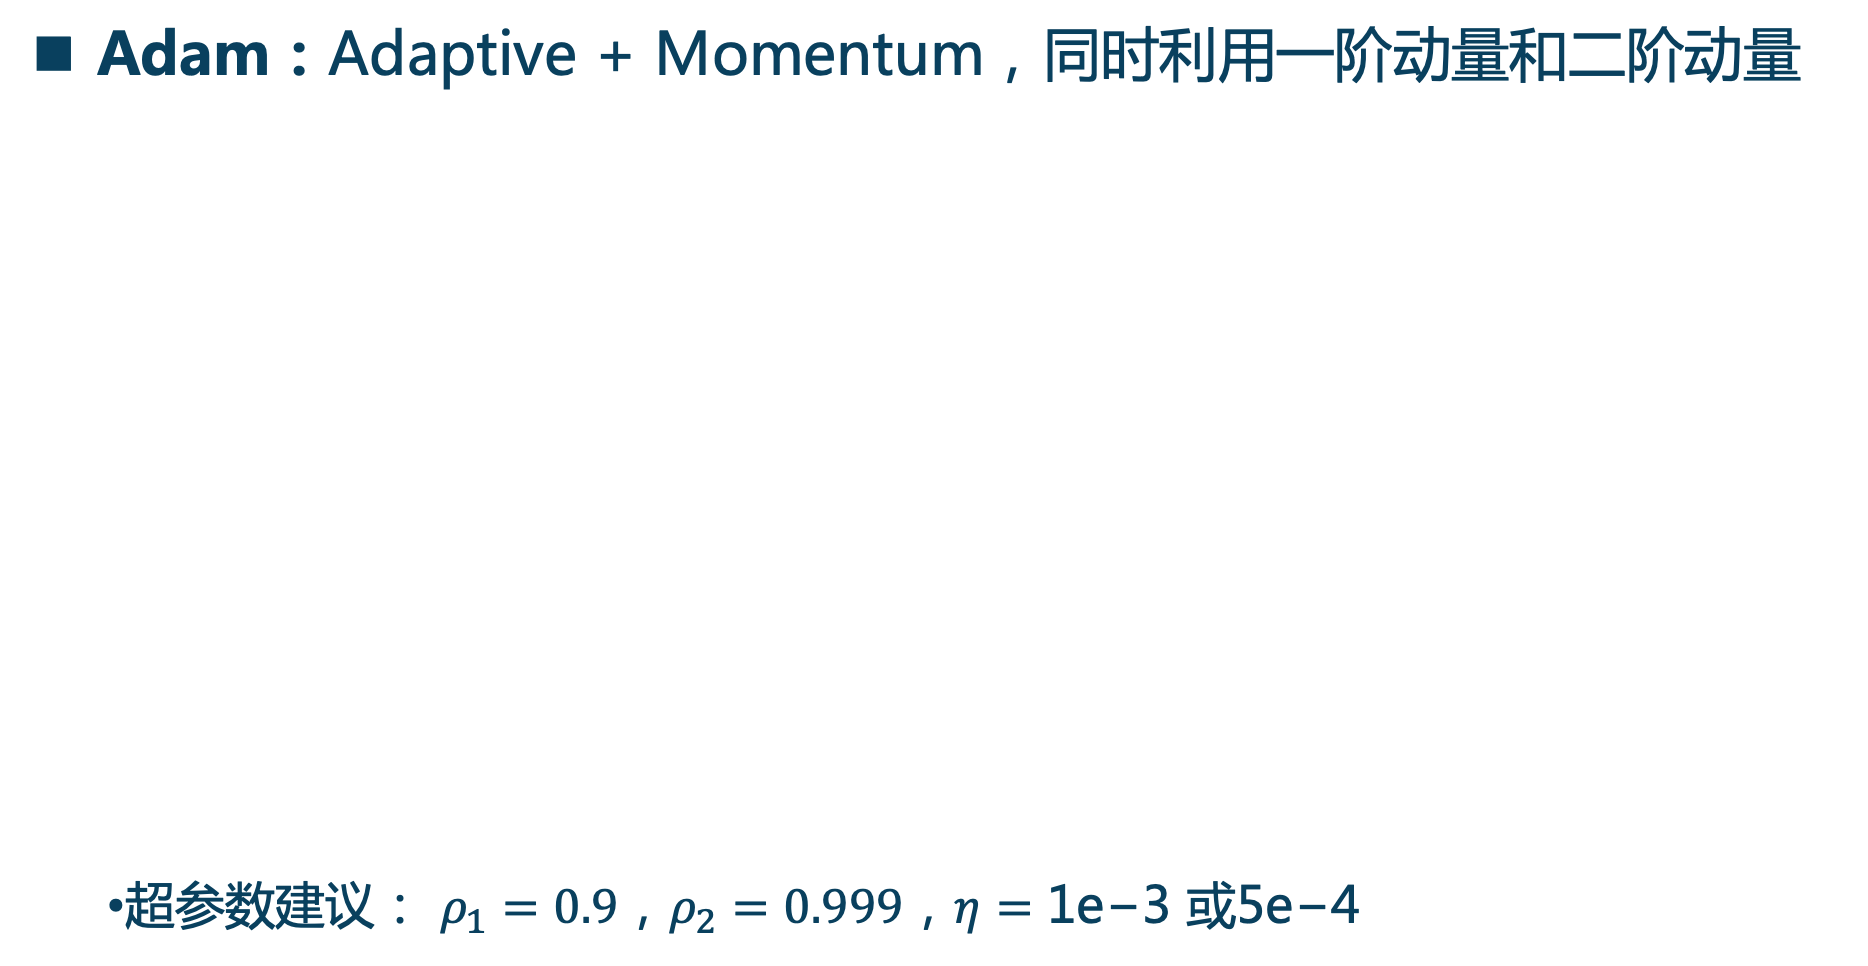 ■ Adam：Adaptive + Momentum，同时利用一阶动量和二阶动量
•超参数建议： ρ₁ = 0.9，ρ₂ = 0.999，η = 1e−3 或5e−4